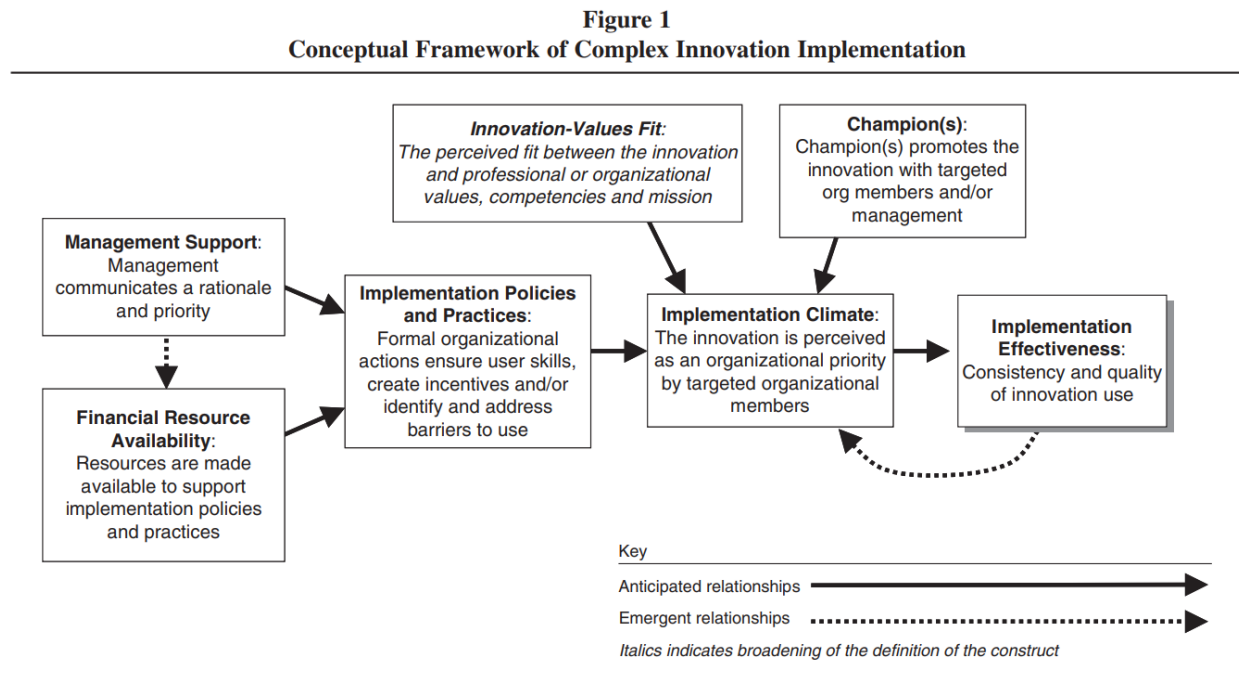 Figure 1
Conceptual Framework of Complex Innovation Implementation
Innovation-Values Fit:
The perceived fit between the innovation
and professional or organizational
values, competencies and mission
Champion(s):
Champion(s) promotes the
innovation with targeted
org members and/or
management
Management Support:
Management
communicates a rationale
and priority
Financial Resource
Availability:
Resources are made
available to support
implementation policies
and practices
Implementation Policies
and Practices:
Formal organizational
actions ensure user skills,
create incentives and/or
identify and address
barriers to use
Implementation Climate:
The innovation is perceived
as an organizational priority
by targeted organizational
members
Implementation
Effectiveness:
Consistency and quality
of innovation use
Key
Anticipated relationships
Emergent relationships
Italics indicates broadening of the definition of the construct